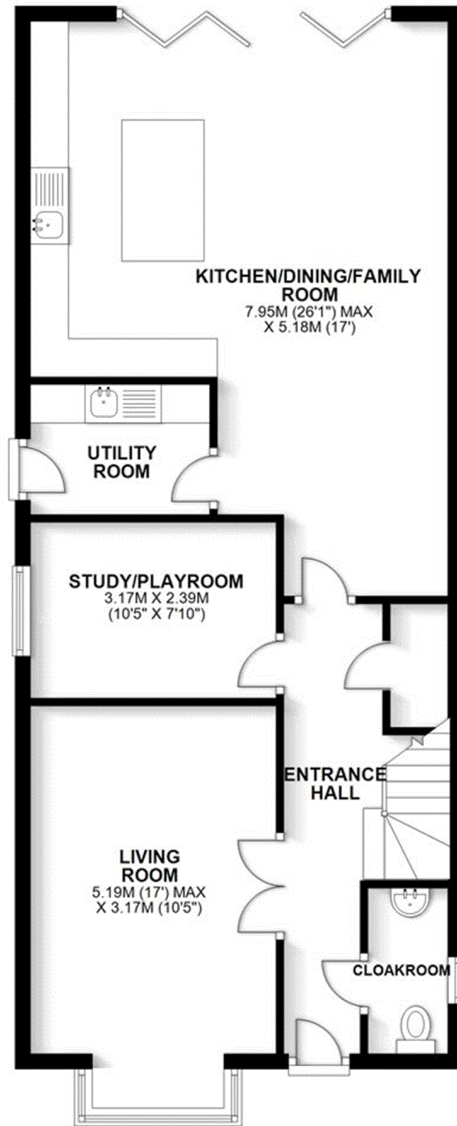 KITCHEN/DINING/FAMILY
ROOM
7.95M (26'1") MAX
X 5.18M (17')
UTILITY
ROOM
STUDY/PLAYROOM
3.17M X 2.39M
(10'5" X 7'10")
ENTRANCE
HALL
LIVING
ROOM
5.19M (17') MAX
X 3.17M (10'5")
CLOAKROOM